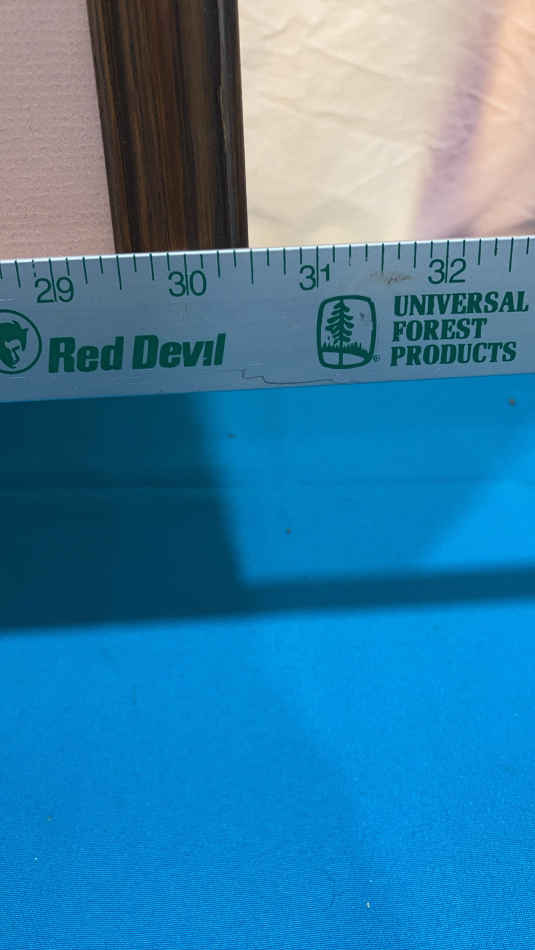 29 30 31 32
Red Devil
UNIVERSAL
FOREST
PRODUCTS
®